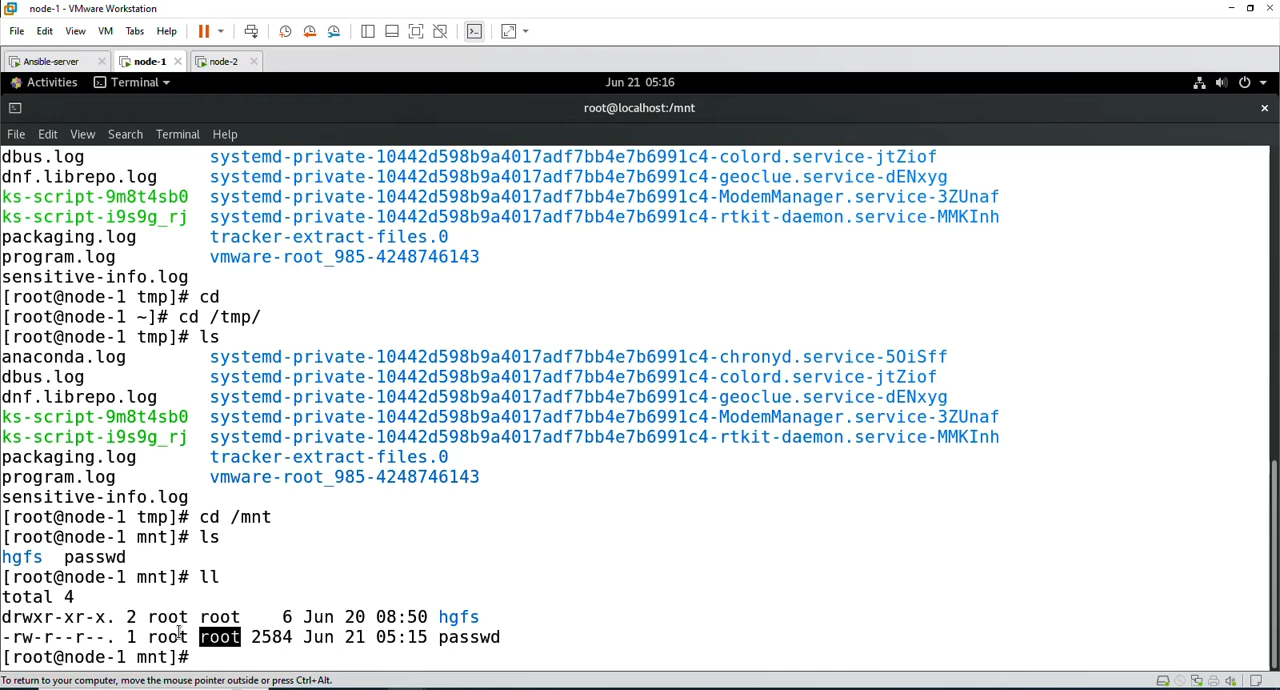 node-1 - VMware Workstation
File Edit View VM Tabs Help
Ansible-server node-1 node-2
Activities Terminal Jun 21 05:16
root@localhost:/mnt
File Edit View Search Terminal Help
dbus.log systemd-private-10442d598b9a4017adf7bb4e7b6991c4-colord.service-jtZiof
dnf.librepo.log systemd-private-10442d598b9a4017adf7bb4e7b6991c4-geoclue.service-dENxyg
ks-script-9m8t4sb0 systemd-private-10442d598b9a4017adf7bb4e7b6991c4-ModemManager.service-3ZUnaf
ks-script-i9s9g_rj systemd-private-10442d598b9a4017adf7bb4e7b6991c4-rtkit-daemon.service-MMKInh
packaging.log tracker-extract-files.0
program.log vmware-root_985-4248746143
sensitive-info.log
[root@node-1 tmp]# cd
[root@node-1 ~]# cd /tmp/
[root@node-1 tmp]# ls
anaconda.log systemd-private-10442d598b9a4017adf7bb4e7b6991c4-chronyd.service-5OiSff
dbus.log systemd-private-10442d598b9a4017adf7bb4e7b6991c4-colord.service-jtZiof
dnf.librepo.log systemd-private-10442d598b9a4017adf7bb4e7b6991c4-geoclue.service-dENxyg
ks-script-9m8t4sb0 systemd-private-10442d598b9a4017adf7bb4e7b6991c4-ModemManager.service-3ZUnaf
ks-script-i9s9g_rj systemd-private-10442d598b9a4017adf7bb4e7b6991c4-rtkit-daemon.service-MMKInh
packaging.log tracker-extract-files.0
program.log vmware-root_985-4248746143
sensitive-info.log
[root@node-1 tmp]# cd /mnt
[root@node-1 mnt]# ls
hgfs passwd
[root@node-1 mnt]# ll
total 4
drwxr-xr-x. 2 root root 6 Jun 20 08:50 hgfs
-rw-r--r--. 1 root root 2584 Jun 21 05:15 passwd
[root@node-1 mnt]#
To return to your computer, move the mouse pointer outside or press Ctrl+Alt.